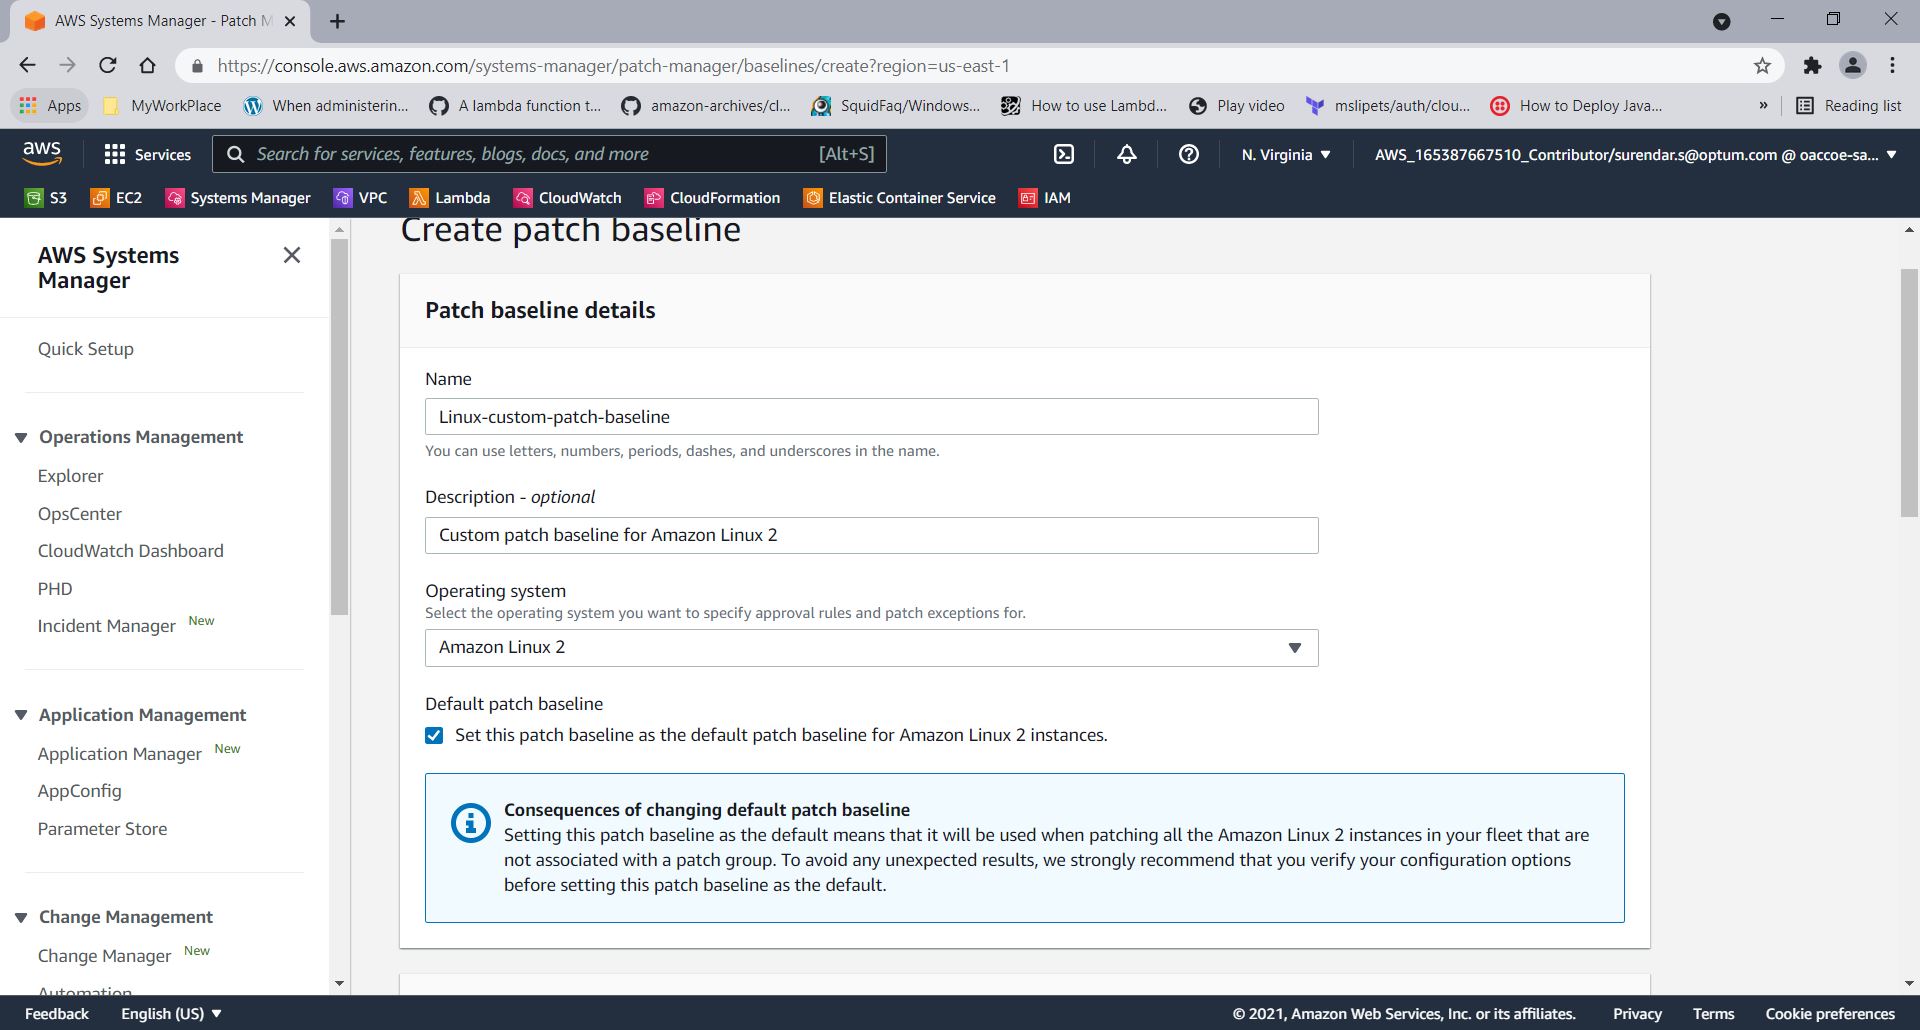 AWS Systems Manager - Patch M
https://console.aws.amazon.com/systems-manager/patch-manager/baselines/create?region=us-east-1
Apps MyWorkPlace When administerin... A lambda function t... amazon-archives/cl... SquidFaq/Windows... How to use Lambd... Play video mslipets/auth/clou... How to Deploy Java... » Reading list
aws Services Search for services, features, blogs, docs, and more [Alt+S] N. Virginia AWS_165387667510_Contributor/surendar.s@optum.com @ oaccoe-sa...
S3 EC2 Systems Manager VPC Lambda CloudWatch CloudFormation Elastic Container Service IAM
AWS Systems
Manager
Quick Setup
Operations Management
Explorer
OpsCenter
CloudWatch Dashboard
PHD
Incident Manager New
Application Management
Application Manager New
AppConfig
Parameter Store
Change Management
Change Manager New
Automation
Create patch baseline
Patch baseline details
Name
Linux-custom-patch-baseline
You can use letters, numbers, periods, dashes, and underscores in the name.
Description - optional
Custom patch baseline for Amazon Linux 2
Operating system
Select the operating system you want to specify approval rules and patch exceptions for.
Amazon Linux 2
Default patch baseline
Set this patch baseline as the default patch baseline for Amazon Linux 2 instances.
Consequences of changing default patch baseline
Setting this patch baseline as the default means that it will be used when patching all the Amazon Linux 2 instances in your fleet that are
not associated with a patch group. To avoid any unexpected results, we strongly recommend that you verify your configuration options
before setting this patch baseline as the default.
Feedback English (US) © 2021, Amazon Web Services, Inc. or its affiliates. Privacy Terms Cookie preferences